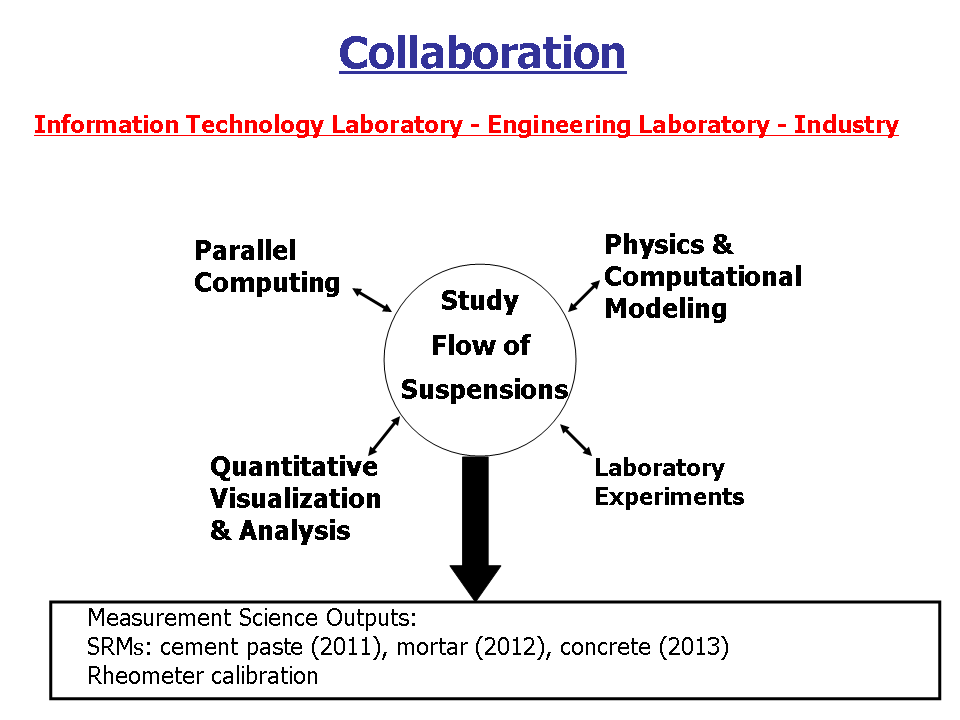 Collaboration
Information Technology Laboratory - Engineering Laboratory - Industry
Parallel
Computing
Physics &
Computational
Modeling
Study
Flow of
Suspensions
Quantitative
Visualization
& Analysis
Laboratory
Experiments
Measurement Science Outputs:
SRMs: cement paste (2011), mortar (2012), concrete (2013)
Rheometer calibration